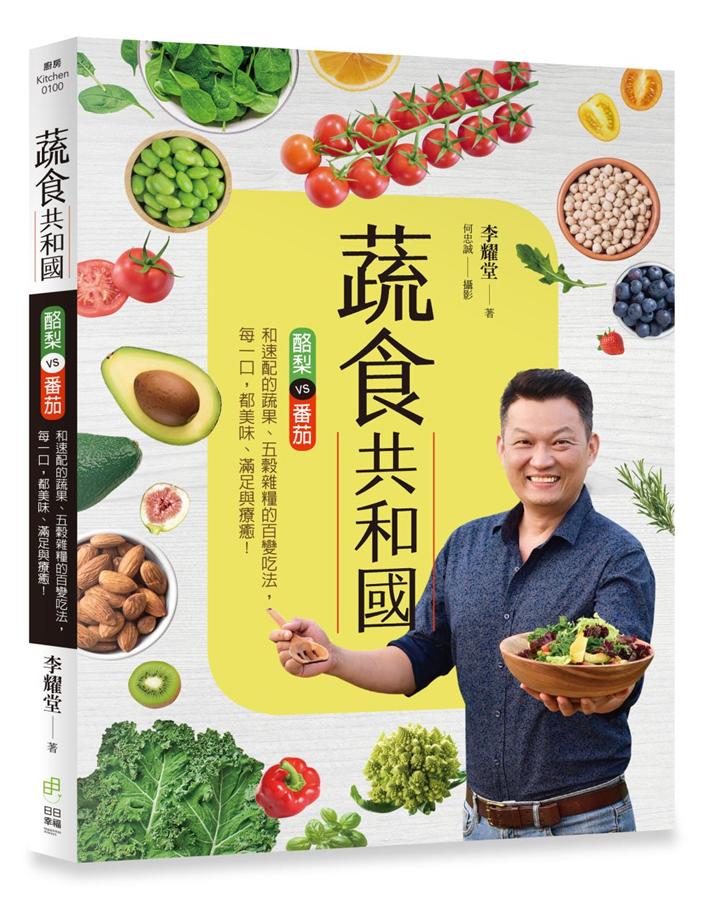 廚房
Kitchen
0100
蔬食共和國
酪梨
vs
番茄
和速配的蔬果、五穀雜糧的百變吃法，
每一口，都美味、滿足與療癒！
李耀堂——著
日日
幸福
蔬食共和國
李耀堂——著
何忠誠——攝影
酪梨
vs
番茄
和速配的蔬果、五穀雜糧的百變吃法，
每一口，都美味、滿足與療癒！